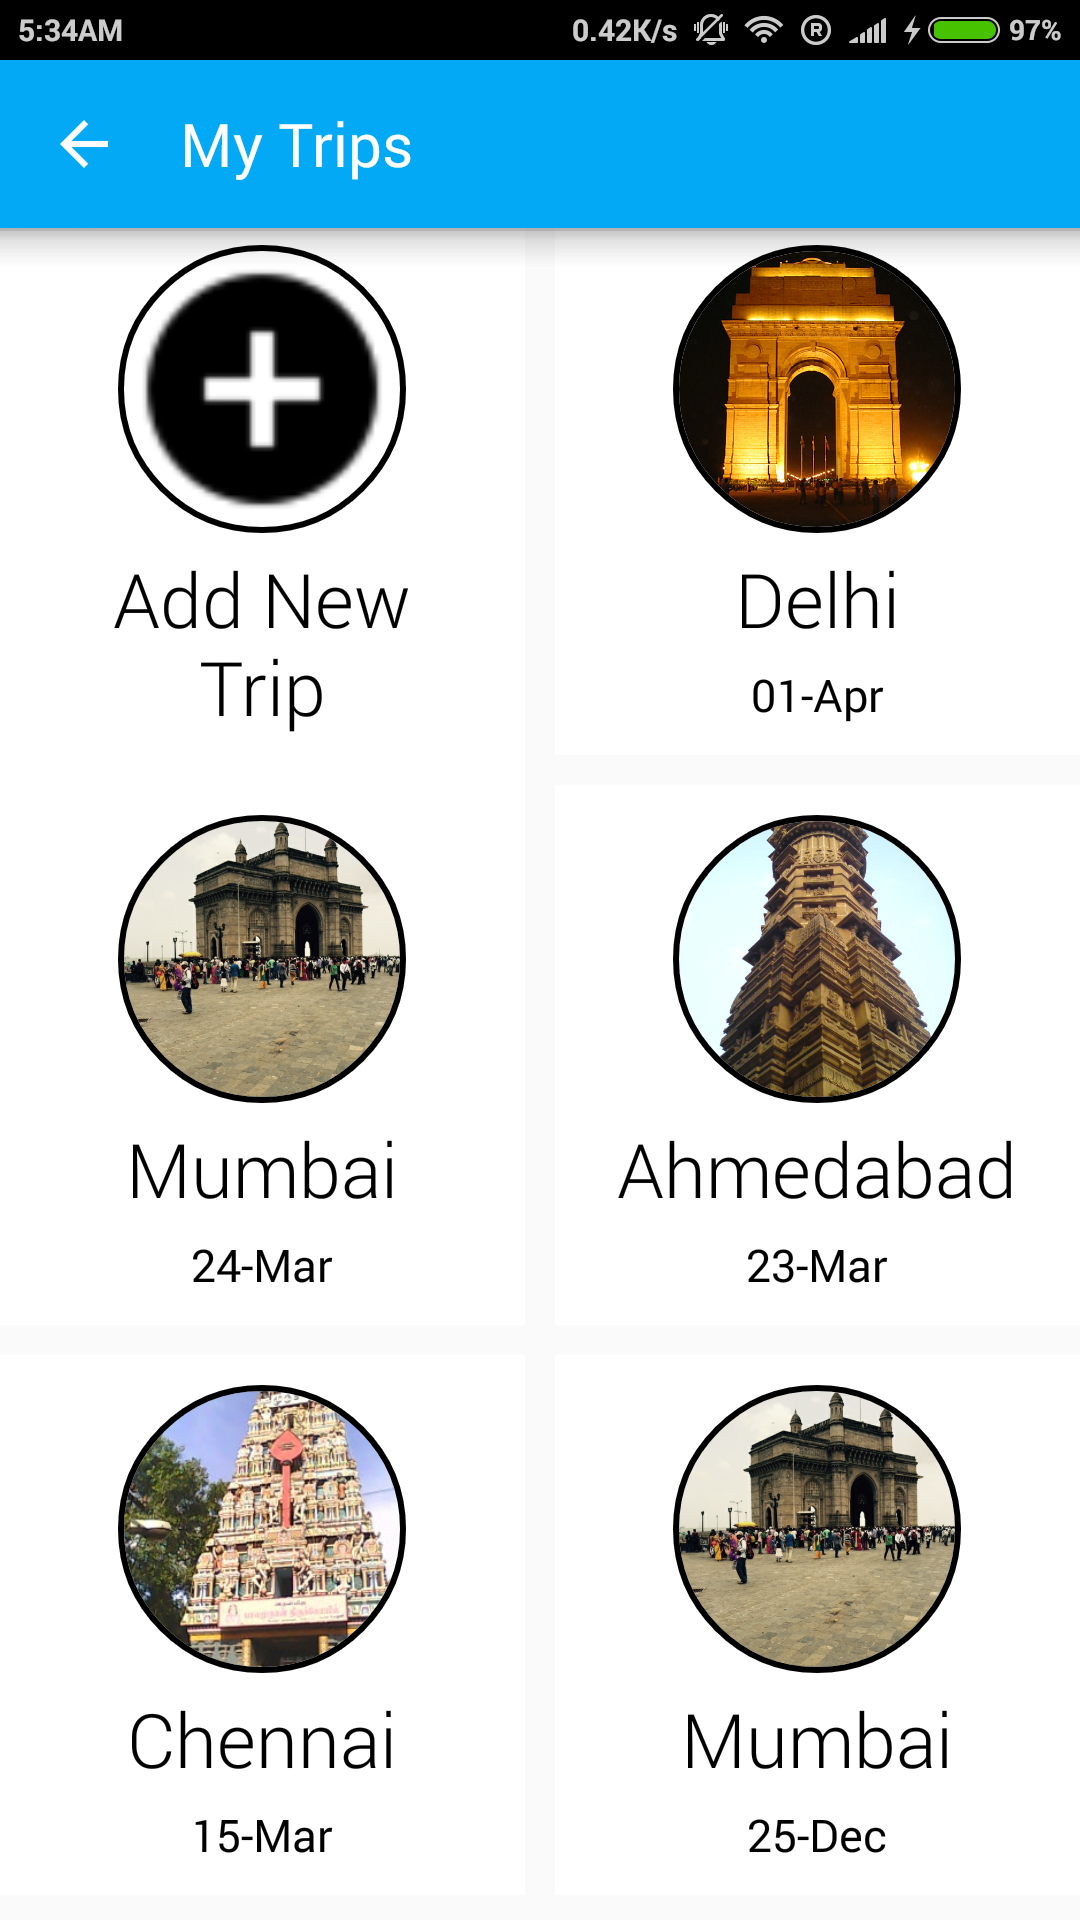 5:34AM 0.42K/s R 97%
My Trips
Add New
Trip
Delhi
01-Apr
Mumbai
24-Mar
Ahmedabad
23-Mar
Chennai
15-Mar
Mumbai
25-Dec